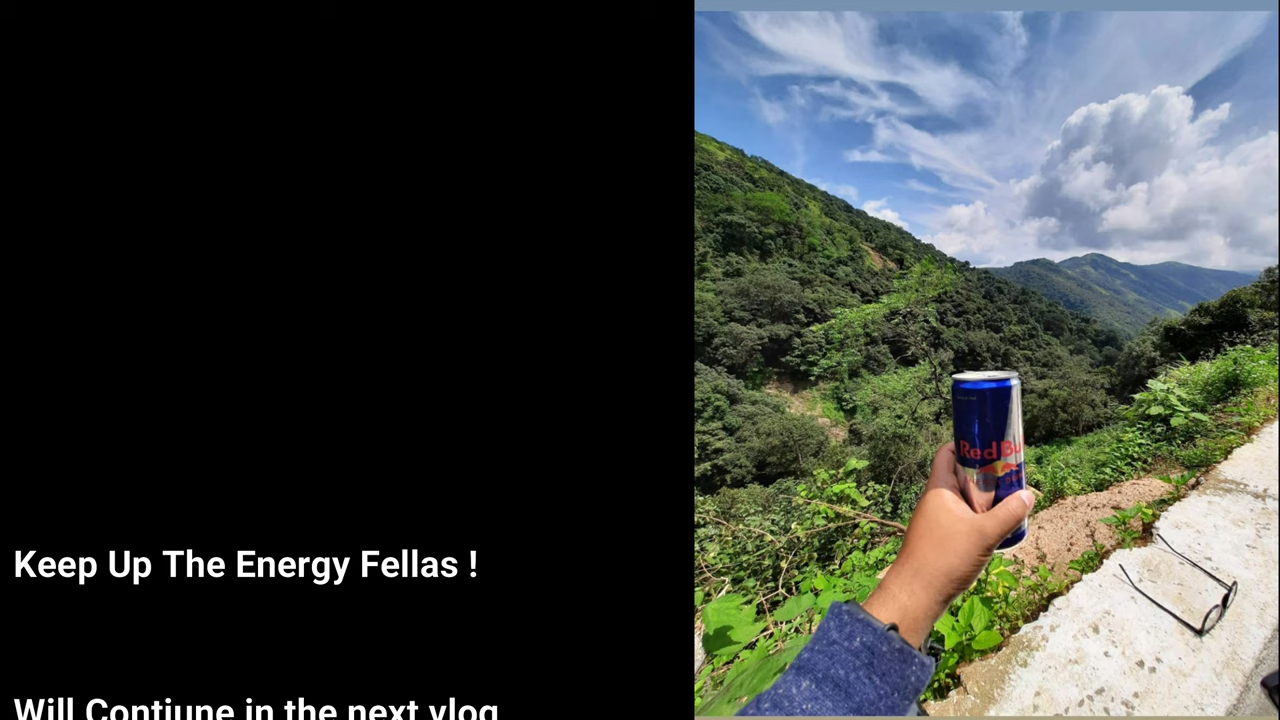 Keep Up The Energy Fellas !
Will Contiune in the next vlog
Red Bu